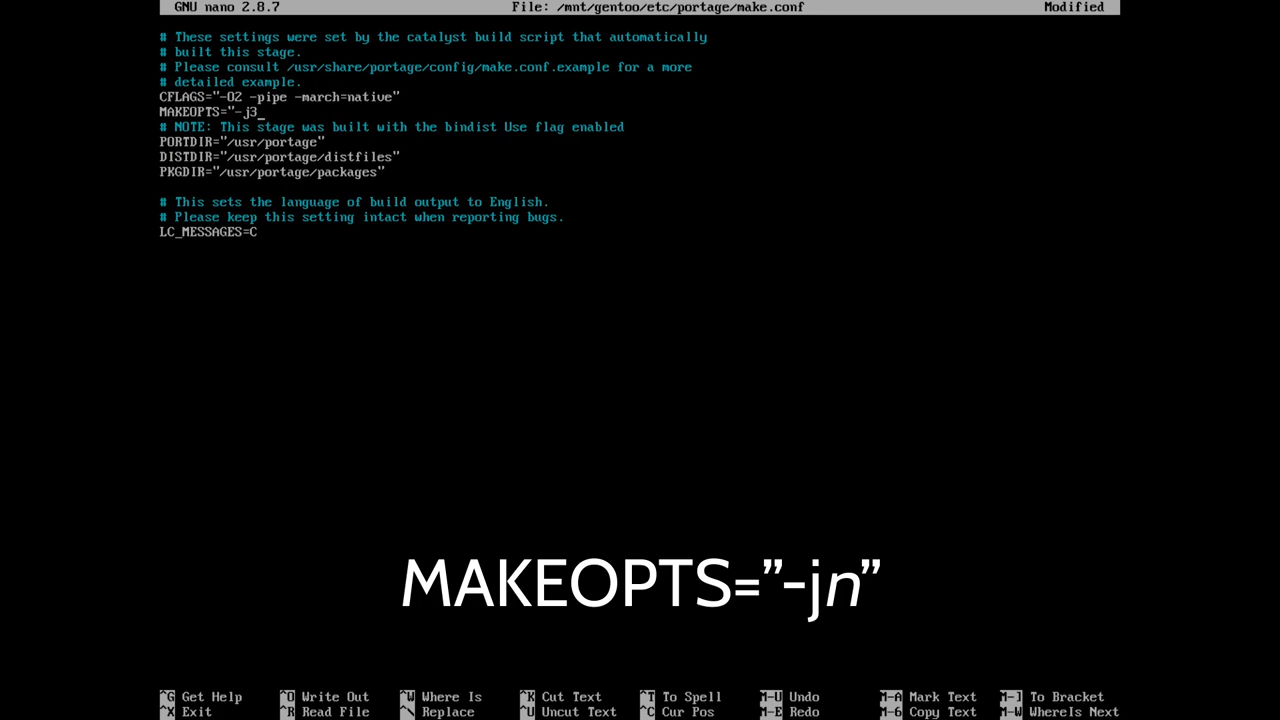 GNU nano 2.8.7 File: /mnt/gentoo/etc/portage/make.conf Modified
# These settings were set by the catalyst build script that automatically
# built this stage.
# Please consult /usr/share/portage/config/make.conf.example for a more
# detailed example.
CFLAGS="-O2 -pipe -march=native"
MAKEOPTS="-j3_
# NOTE: This stage was built with the bindist Use flag enabled
PORTDIR="/usr/portage"
DISTDIR="/usr/portage/distfiles"
PKGDIR="/usr/portage/packages"
# This sets the language of build output to English.
# Please keep this setting intact when reporting bugs.
LC_MESSAGES=C
MAKEOPTS=”-jn”
^G Get Help ^O Write Out ^W Where Is ^K Cut Text ^T To Spell M-U Undo M-A Mark Text M-] To Bracket
^X Exit ^R Read File ^\ Replace ^U Uncut Text ^C Cur Pos M-E Redo M-6 Copy Text M-W WhereIs Next